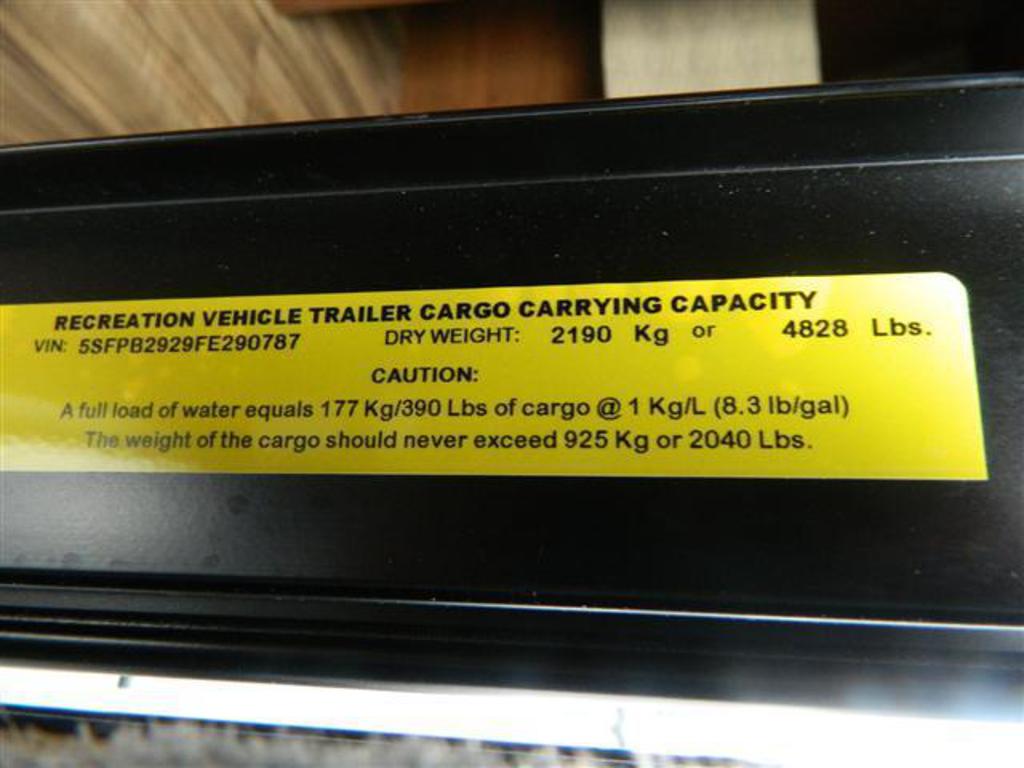 RECREATION VEHICLE TRAILER CARGO CARRYING CAPACITY
VIN: 5SFPB2929FE290787 DRY WEIGHT: 2190 Kg or 4828 Lbs.
CAUTION:
A full load of water equals 177 Kg/390 Lbs of cargo @ 1 Kg/L (8.3 lb/gal)
The weight of the cargo should never exceed 925 Kg or 2040 Lbs.